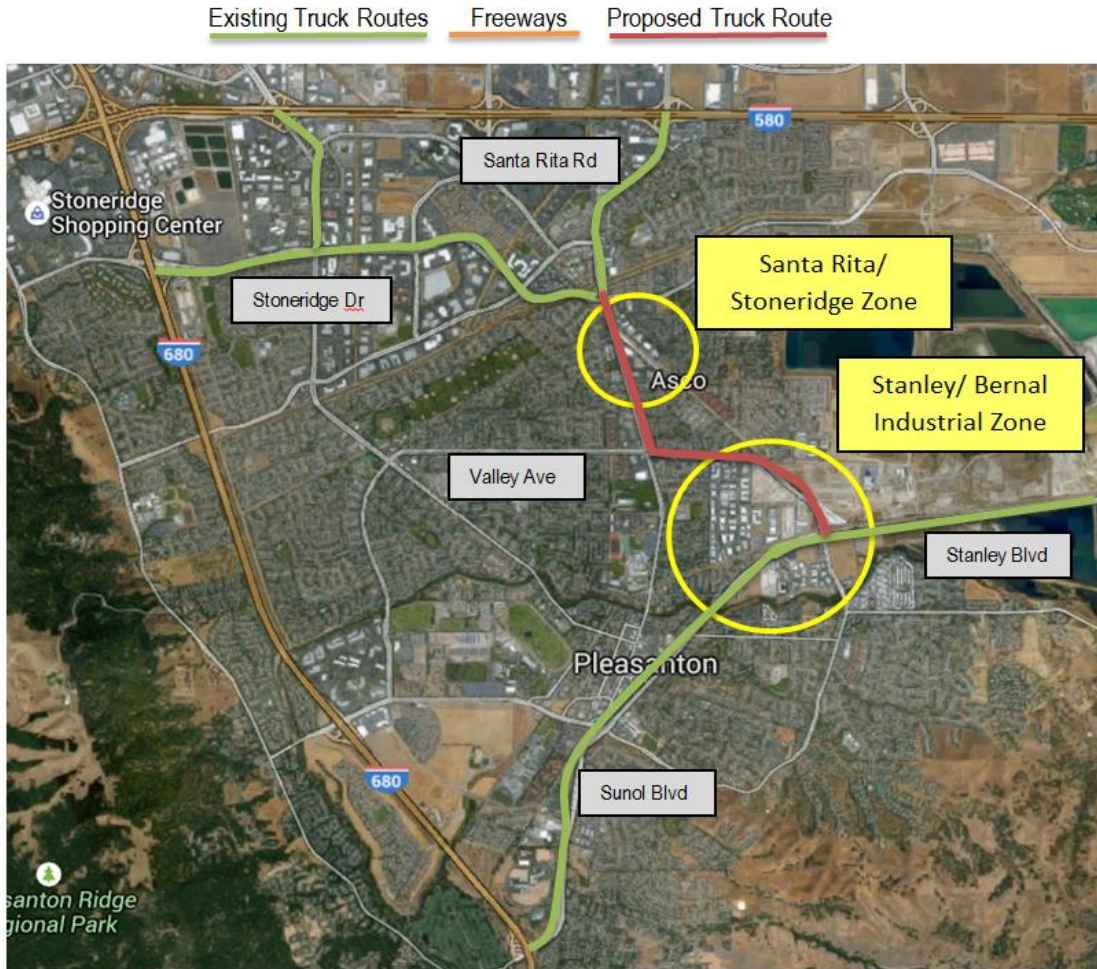 Existing Truck Routes
Freeways
Proposed Truck Route
580
Santa Rita Rd
Stoneridge
Shopping Center
Santa Rita/
Stoneridge Zone
Stoneridge Dr
680
Asco
Stanley/ Bernal
Industrial Zone
Valley Ave
Stanley Blvd
Pleasanton
680
Sunol Blvd
santon Ridge
gional Park